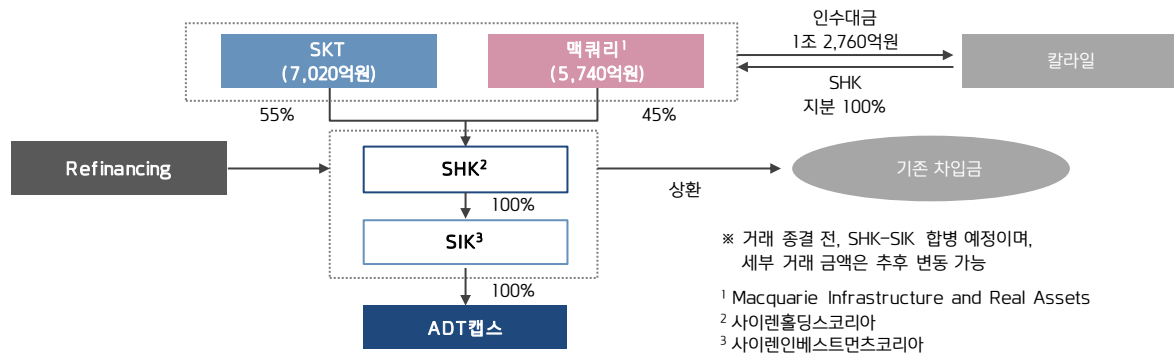 SKT
(7,020억원)
맥쿼리¹
(5,740억원)
인수대금
1조 2,760억원
칼라일
SHK
지분 100%
55%
45%
Refinancing
SHK²
100%
SIK³
상환
기존 차입금
100%
ADT캡스
※ 거래 종결 전, SHK-SIK 합병 예정이며,
세부 거래 금액은 추후 변동 가능
¹ Macquarie Infrastructure and Real Assets
² 사이렌홀딩스코리아
³ 사이렌인베스트먼츠코리아